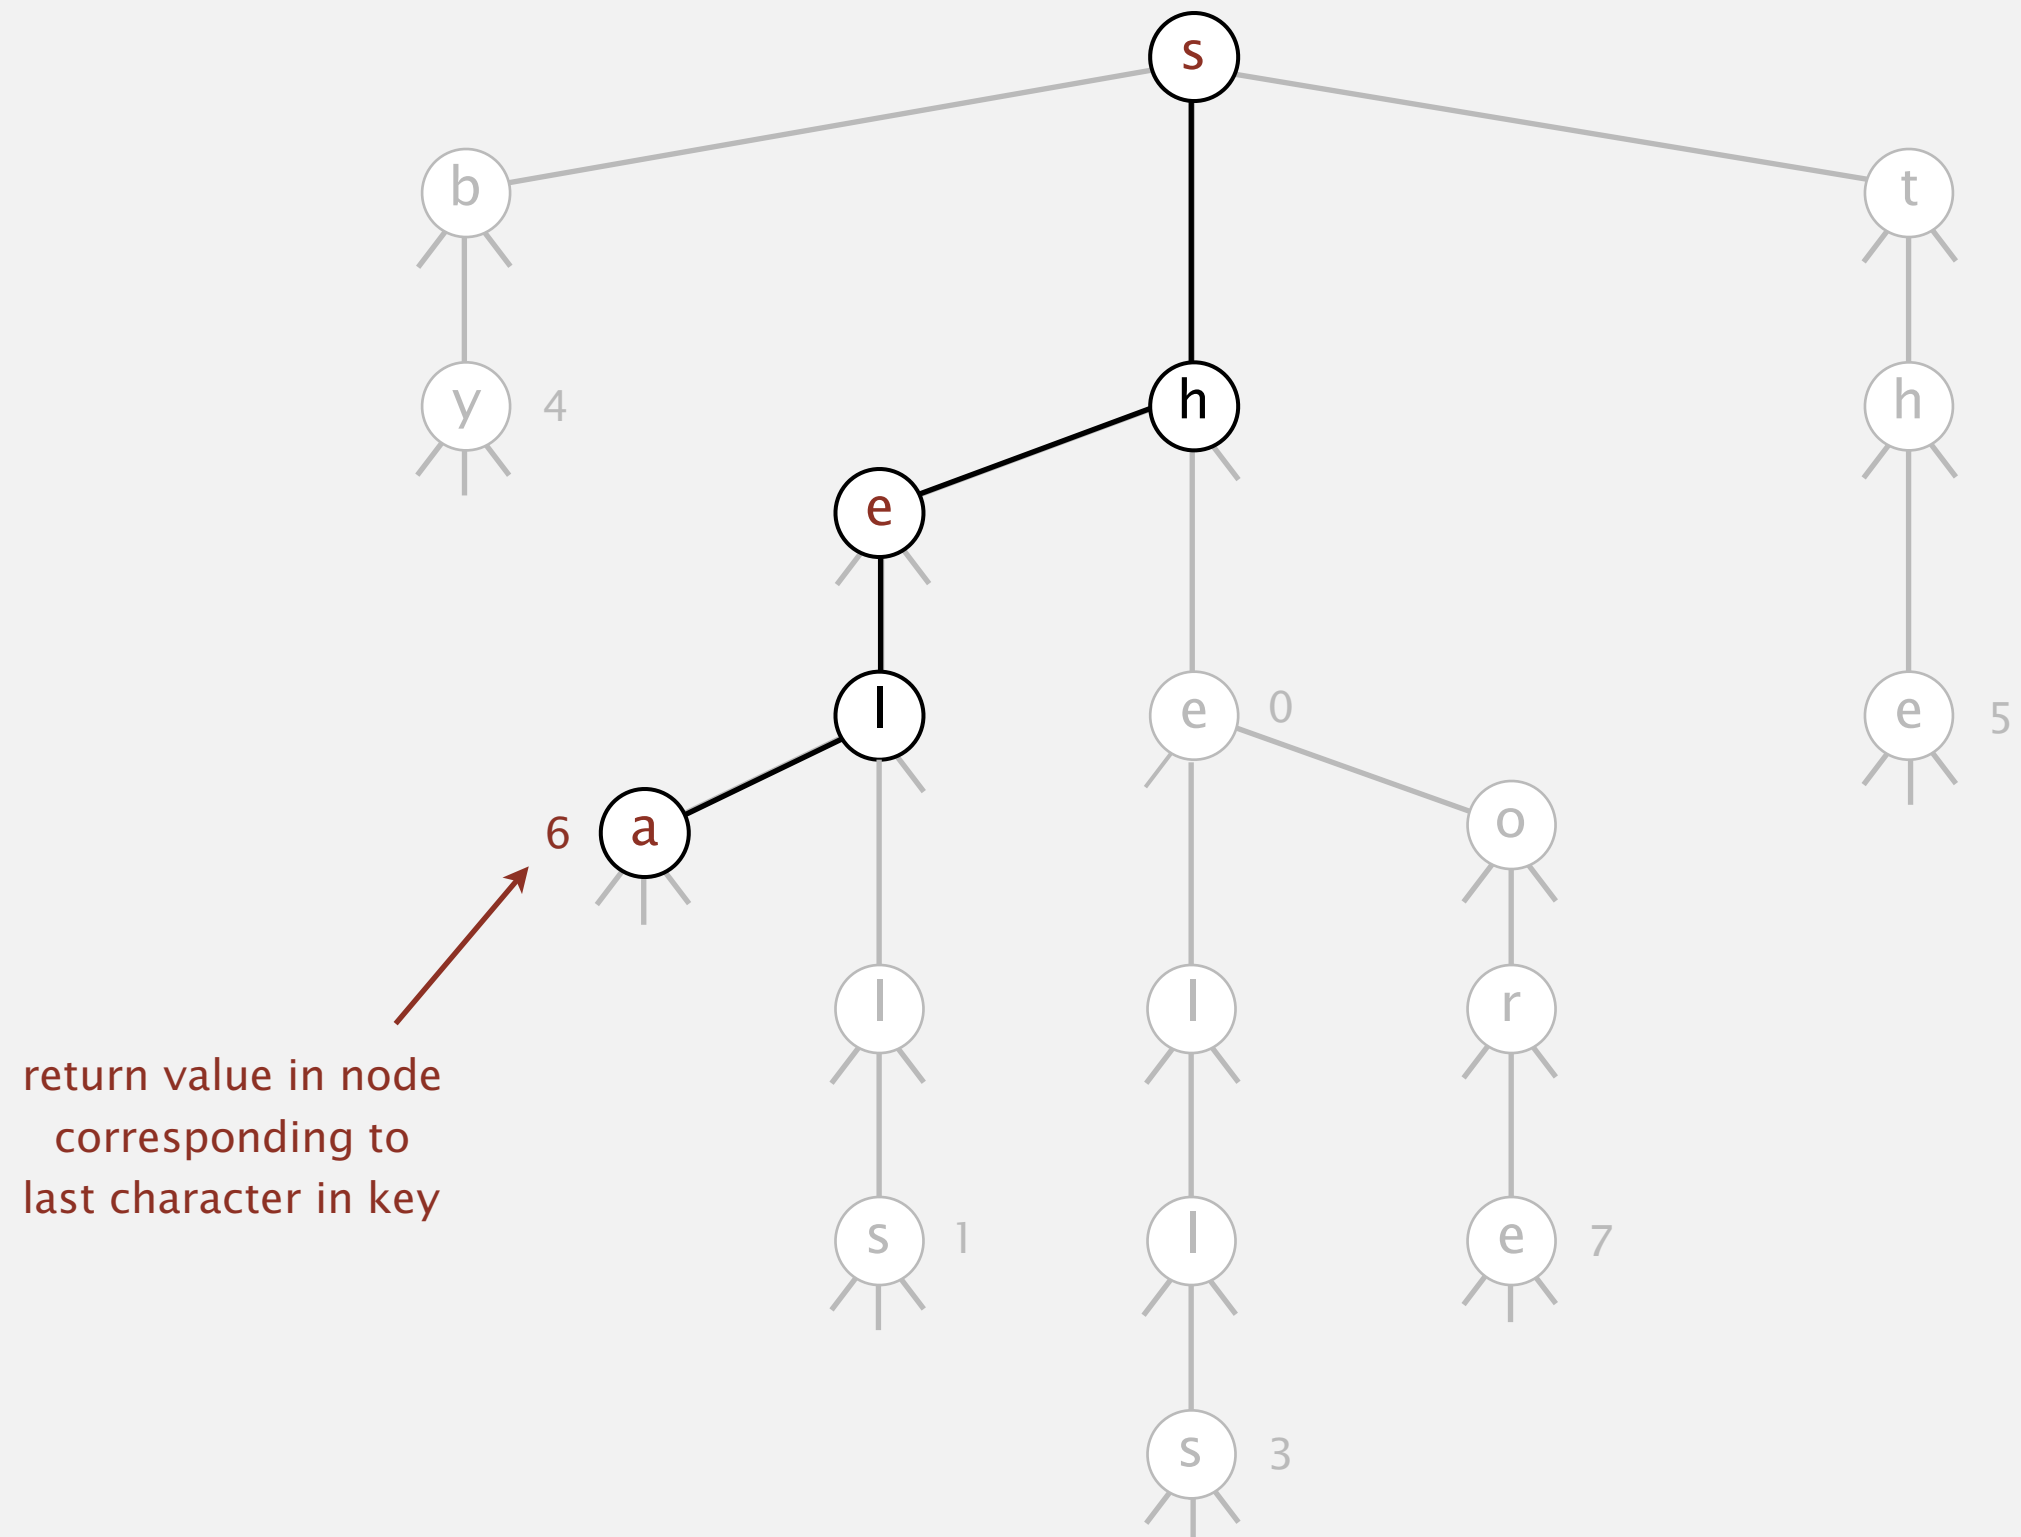 s
b
t
y 4
h
h
e
l
e 0
e 5
6 a
o
l
l
r
return value in node
corresponding to
last character in key
s 1
l
e 7
s 3